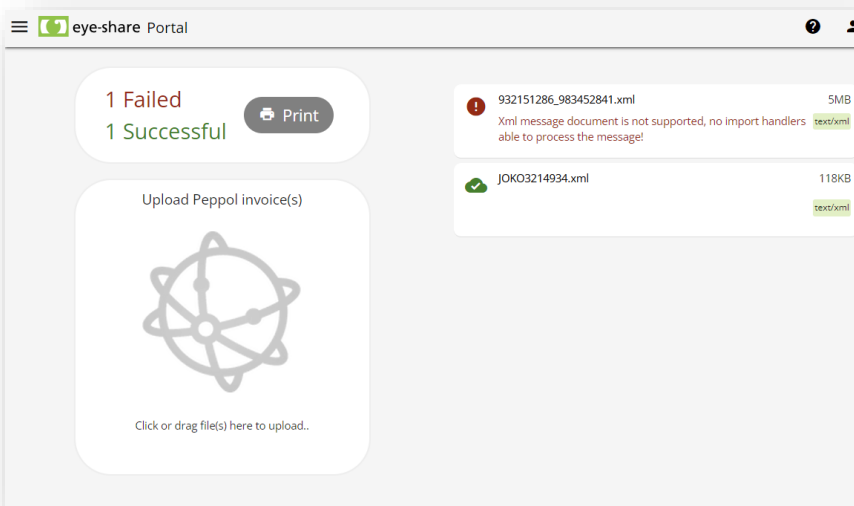 eye-share Portal
1 Failed
1 Successful
Print
Upload Peppol invoice(s)
Click or drag file(s) here to upload..
932151286_983452841.xml 5MB
Xml message document is not supported, no import handlers text/xml
able to process the message!
JOKO3214934.xml 118KB
text/xml